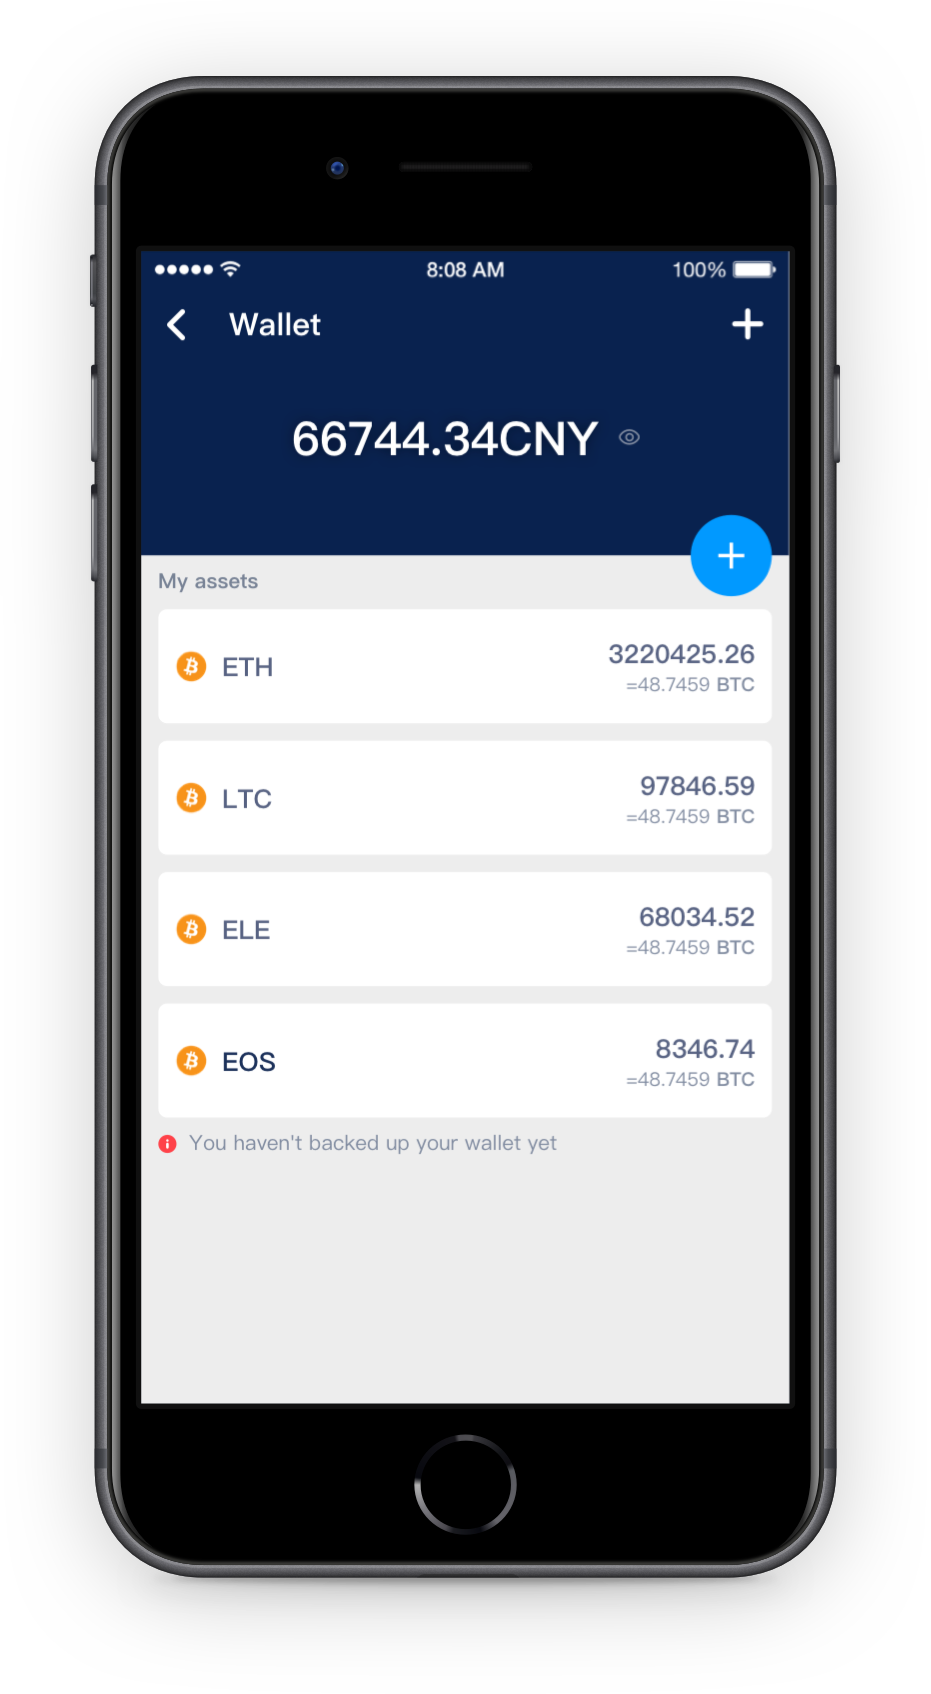 8:08 AM
100%
Wallet
66744.34CNY
My assets
ETH
3220425.26
=48.7459 BTC
LTC
97846.59
=48.7459 BTC
ELE
68034.52
=48.7459 BTC
EOS
8346.74
=48.7459 BTC
You haven't backed up your wallet yet